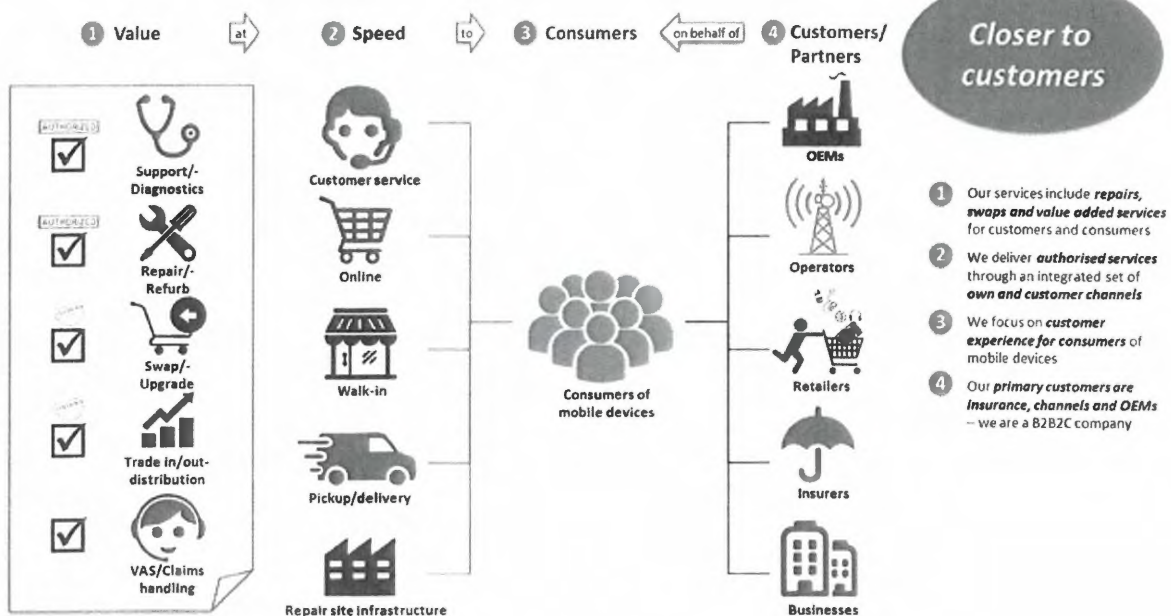 1 Value
at
2 Speed
to
3 Consumers
on behalf of
4 Customers/
Partners
Closer to
customers
AUTHORIZED
Support/-
Diagnostics
AUTHORIZED
Repair/-
Refurb
Swap/-
Upgrade
Trade in/out-
distribution
VAS/Claims
handling
Customer service
Online
Walk-in
Pickup/delivery
Repair site infrastructure
Consumers of
mobile devices
OEMs
Operators
Retailers
Insurers
Businesses
1 Our services include repairs,
swaps and value added services
for customers and consumers
2 We deliver authorised services
through an integrated set of
own and customer channels
3 We focus on customer
experience for consumers of
mobile devices
4 Our primary customers are
insurance, channels and OEMs
– we are a B2B2C company